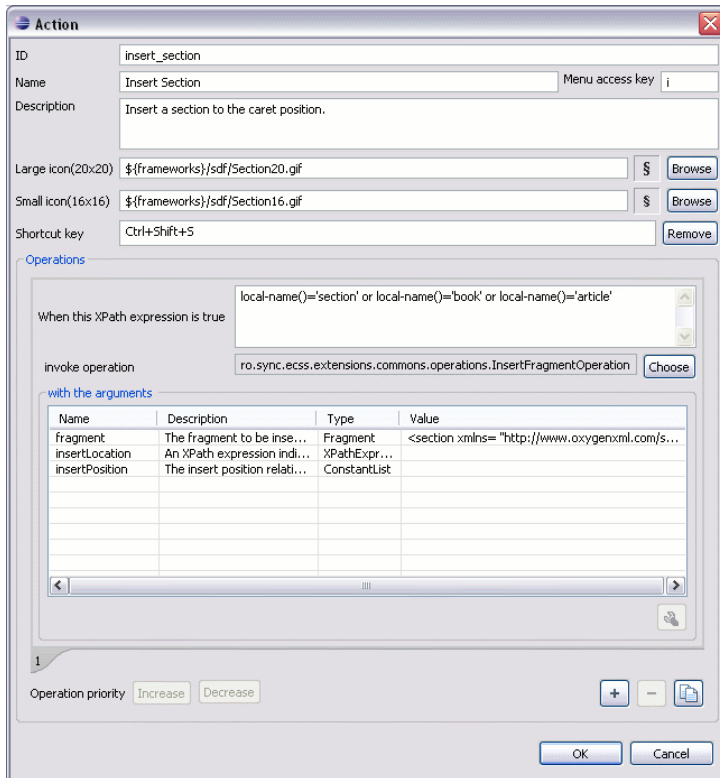 Action
ID insert_section
Name Insert Section Menu access key i
Description Insert a section to the caret position.
Large icon(20x20) ${frameworks}/sdf/Section20.gif § Browse
Small icon(16x16) ${frameworks}/sdf/Section16.gif § Browse
Shortcut key Ctrl+Shift+S Remove
Operations
When this XPath expression is true local-name()='section' or local-name()='book' or local-name()='article'
invoke operation ro.sync.ecss.extensions.commons.operations.InsertFragmentOperation Choose
with the arguments
Name Description Type Value
fragment The fragment to be inse... Fragment <section xmlns= "http://www.oxygenxml.com/s...
insertLocation An XPath expression indi... XPathExpr...
insertPosition The insert position relati... ConstantList
1
Operation priority Increase Decrease + −
OK Cancel